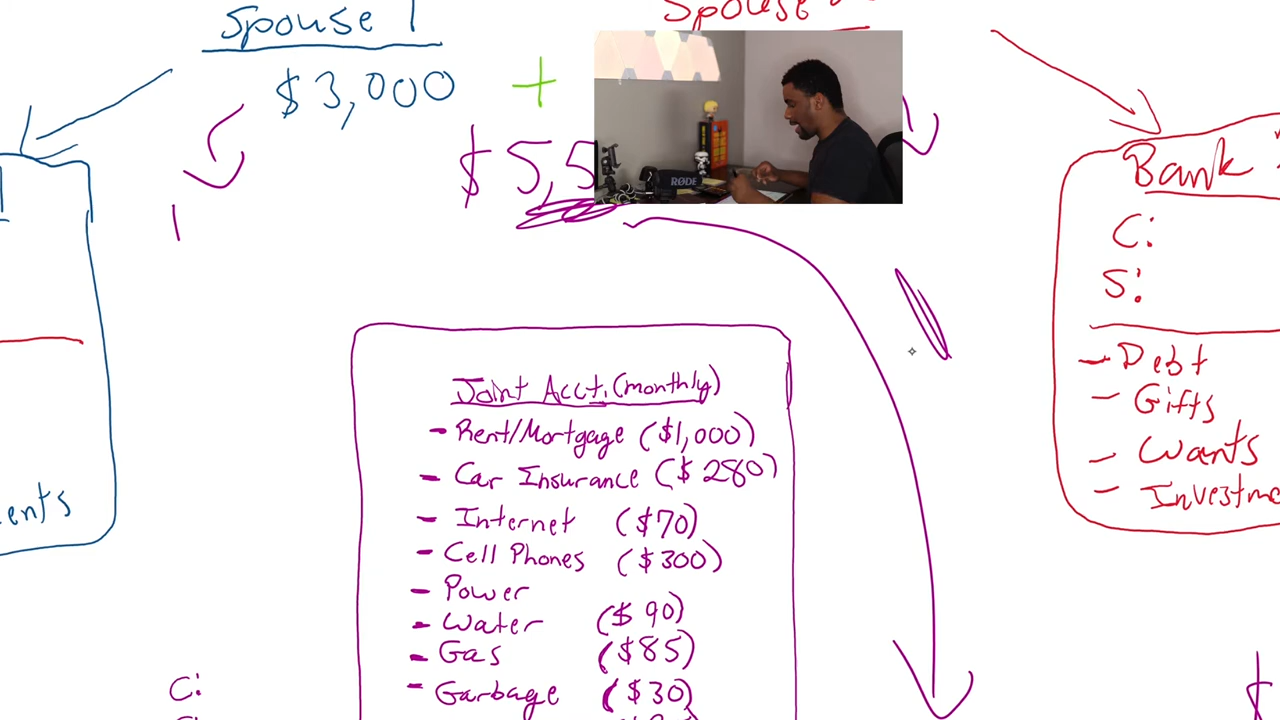 Spouse 1
Spouse
$3,000 +
$5,5
RØDE
Bank
C:
S:
- Debt
- Gifts
- Wants
- Investme
ents
Joint Acct. (monthly)
- Rent/Mortgage ($1,000)
- Car Insurance ($280)
- Internet ($70)
- Cell Phones ($300)
- Power
- Water ($90)
- Gas ($85)
- Garbage ($30)
C:
$